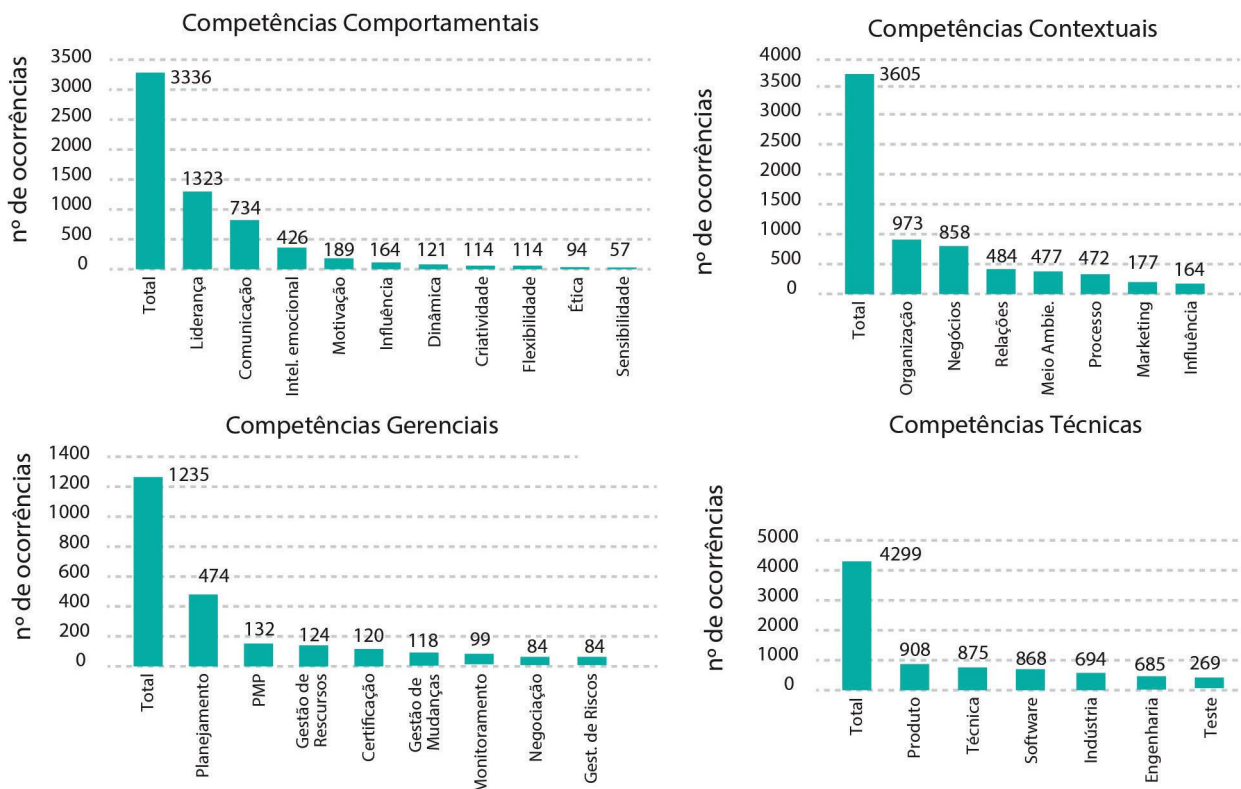 Competências Comportamentais
nº de ocorrências
3500
3000
2500
2000
1500
1000
500
0
3336
1323
734
426
189
164
121
114
114
94
57
Total
Liderança
Comunicação
Intel. emocional
Motivação
Influência
Dinâmica
Criatividade
Flexibilidade
Ética
Sensibilidade
Competências Contextuais
nº de ocorrências
4000
3500
3000
2500
2000
1500
1000
500
0
3605
973
858
484
477
472
177
164
Total
Organização
Negócios
Relações
Meio Ambie.
Processo
Marketing
Influência
Competências Gerenciais
nº de ocorrências
1400
1200
1000
800
600
400
200
0
1235
474
132
124
120
118
99
84
84
Total
Planejamento
PMP
Gestão de
Rescursos
Certificação
Gestão de
Mudanças
Monitoramento
Negociação
Gest. de Riscos
Competências Técnicas
nº de ocorrências
5000
4000
3000
2000
1000
0
4299
908
875
868
694
685
269
Total
Produto
Técnica
Software
Indústria
Engenharia
Teste